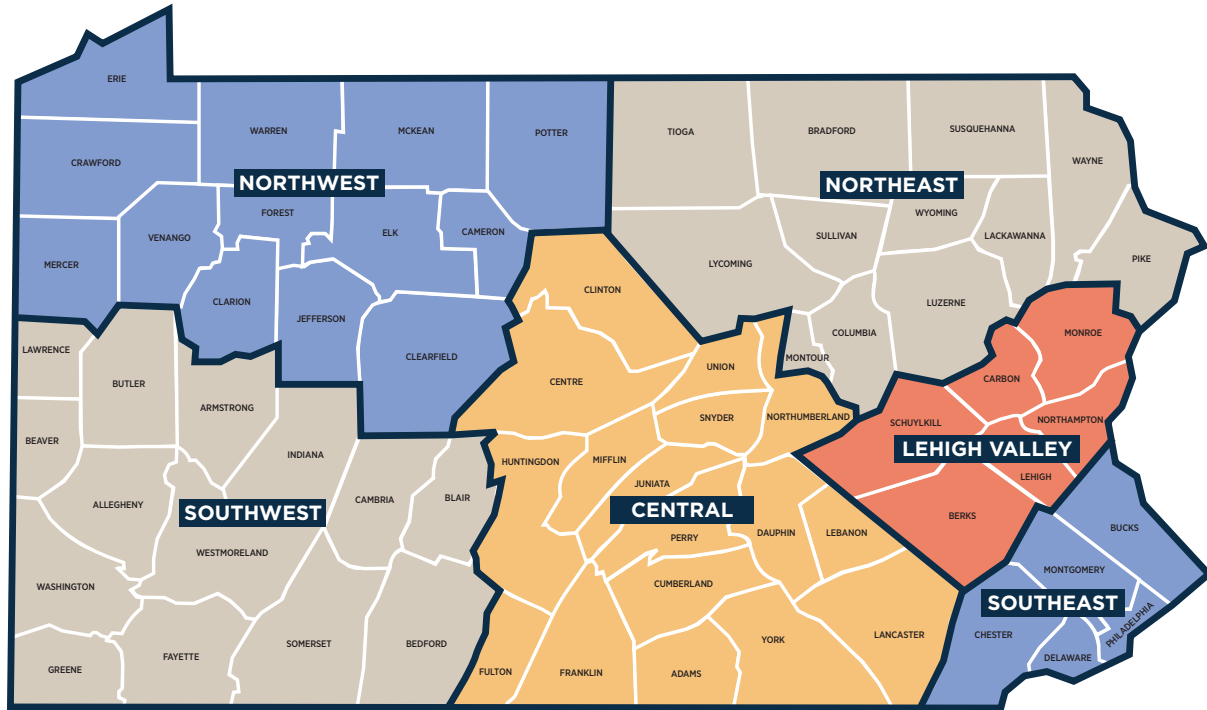 ERIE
WARREN
MCKEAN
POTTER
CRAWFORD
NORTHWEST
FOREST
VENANGO
ELK
CAMERON
MERCER
CLARION
JEFFERSON
CLEARFIELD
TIOGA
BRADFORD
SUSQUEHANNA
WAYNE
NORTHEAST
WYOMING
SULLIVAN
LACKAWANNA
LYCOMING
PIKE
LUZERNE
COLUMBIA
MONTOUR
CLINTON
CENTRE
UNION
SNYDER
NORTHUMBERLAND
HUNTINGDON
MIFFLIN
JUNIATA
CENTRAL
PERRY
DAUPHIN
LEBANON
CUMBERLAND
YORK
LANCASTER
FULTON
FRANKLIN
ADAMS
MONROE
CARBON
SCHUYLKILL
NORTHAMPTON
LEHIGH VALLEY
LEHIGH
BERKS
LAWRENCE
BUTLER
ARMSTRONG
BEAVER
INDIANA
ALLEGHENY
CAMBRIA
BLAIR
SOUTHWEST
WESTMORELAND
WASHINGTON
GREENE
FAYETTE
SOMERSET
BEDFORD
BUCKS
MONTGOMERY
SOUTHEAST
PHILADELPHIA
CHESTER
DELAWARE